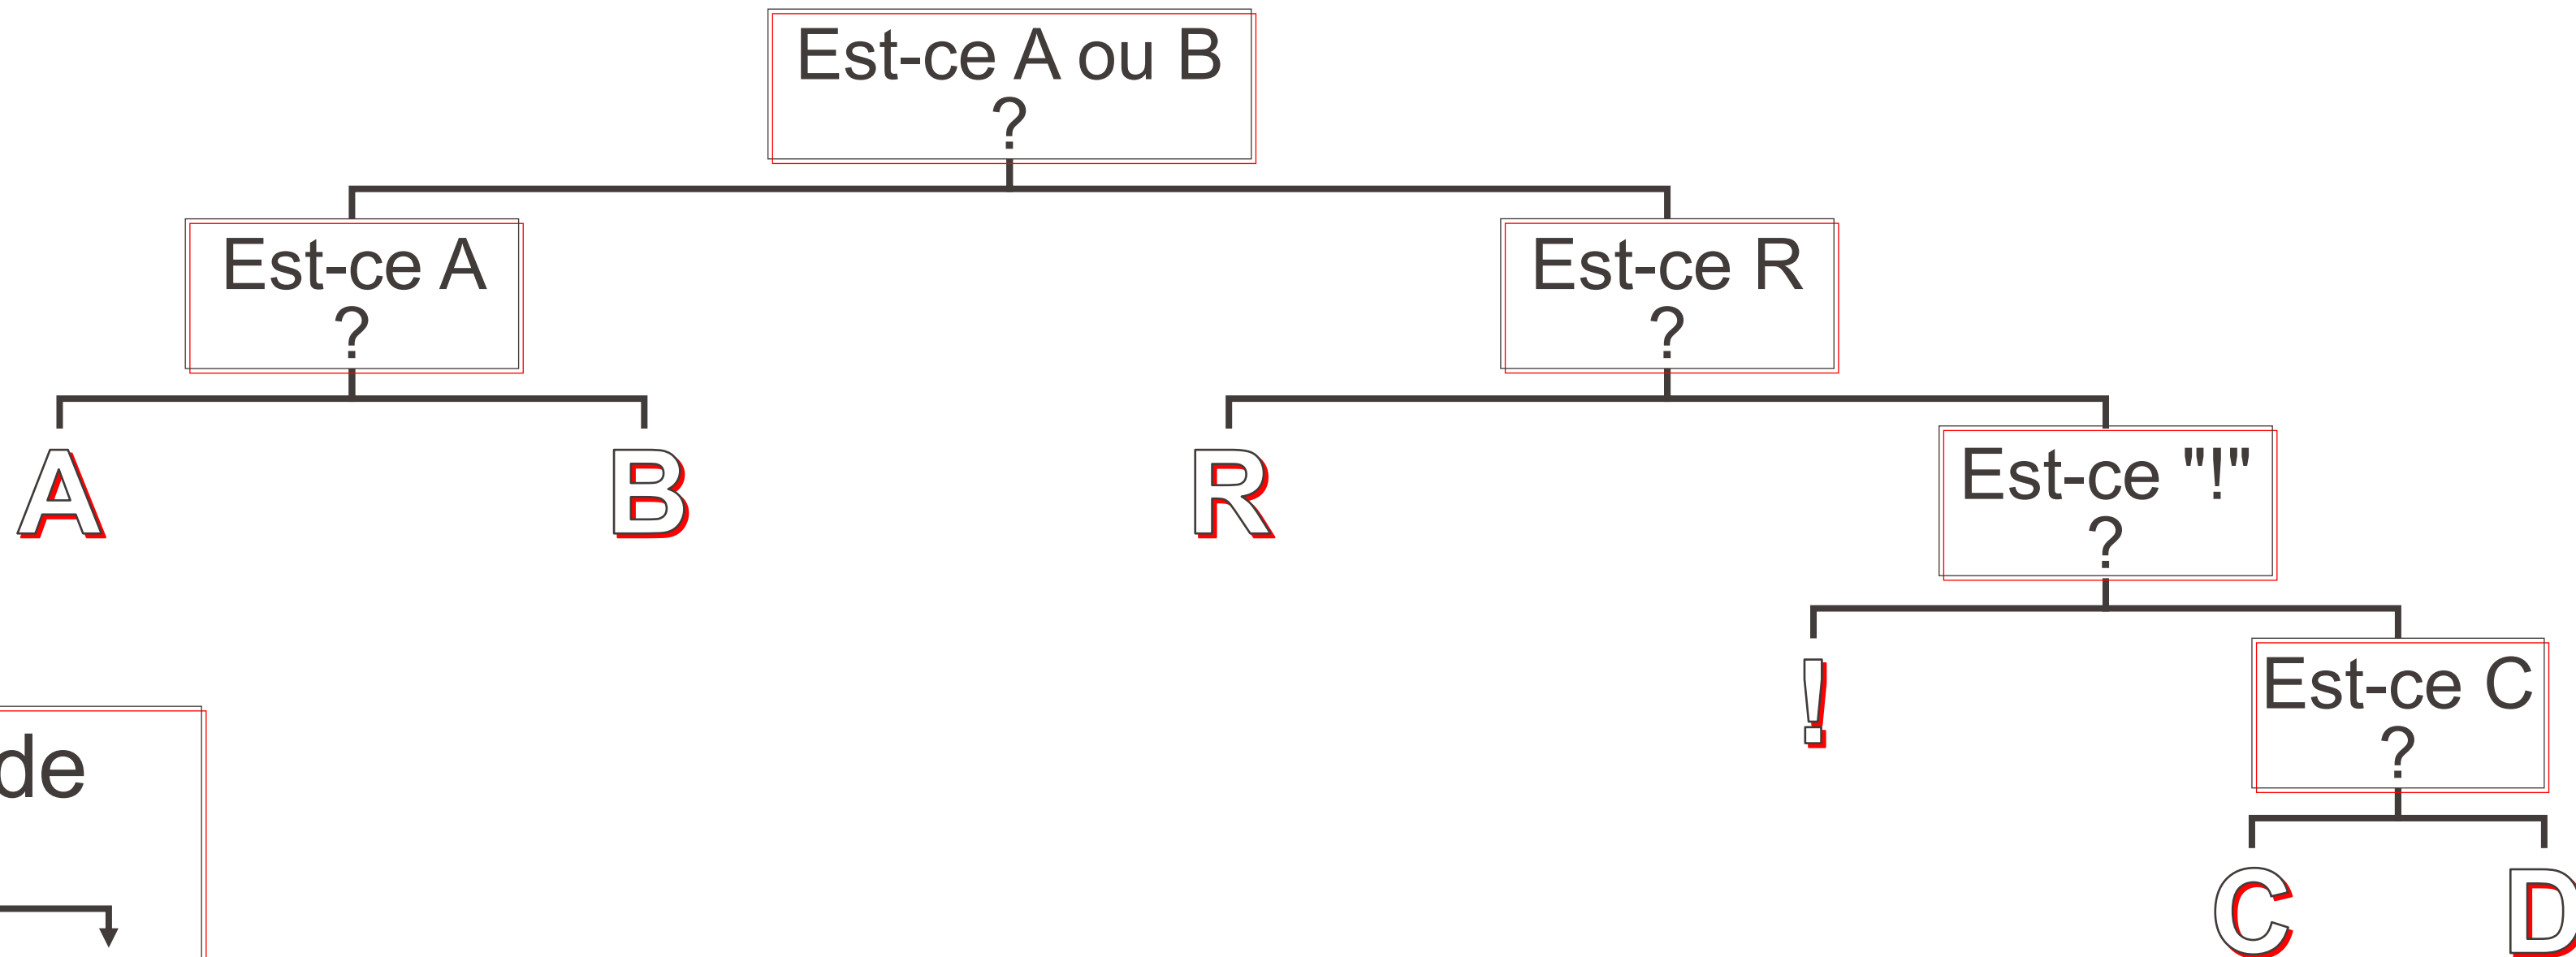 Est-ce A ou B
?
Est-ce A
?
Est-ce R
?
A
B
R
Est-ce "!"
?
!
Est-ce C
?
de
C
D